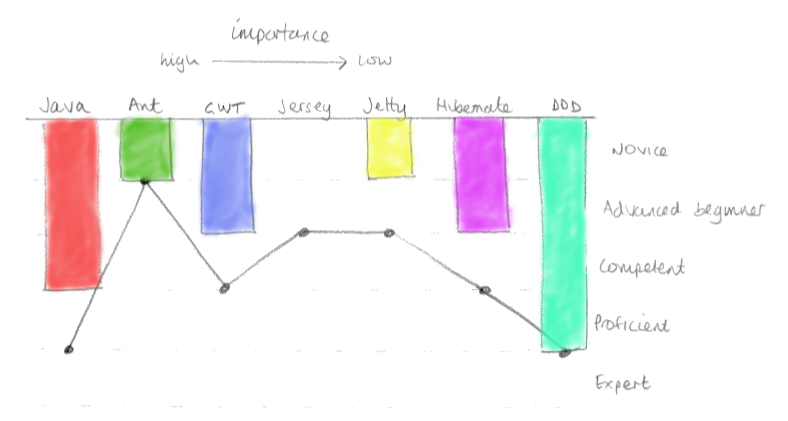 importance
high → low
Java Ant GWT Jersey Jetty Hibernate DDD
Novice
Advanced beginner
Competent
Proficient
Expert